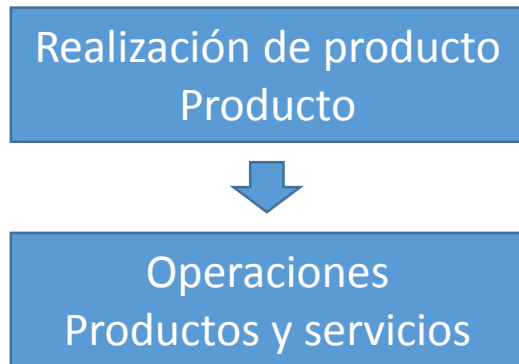 Realización de producto
Producto
Operaciones
Productos y servicios